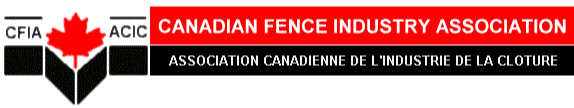 CFIA ACIC
CANADIAN FENCE INDUSTRY ASSOCIATION
ASSOCIATION CANADIENNE DE L'INDUSTRIE DE LA CLOTURE